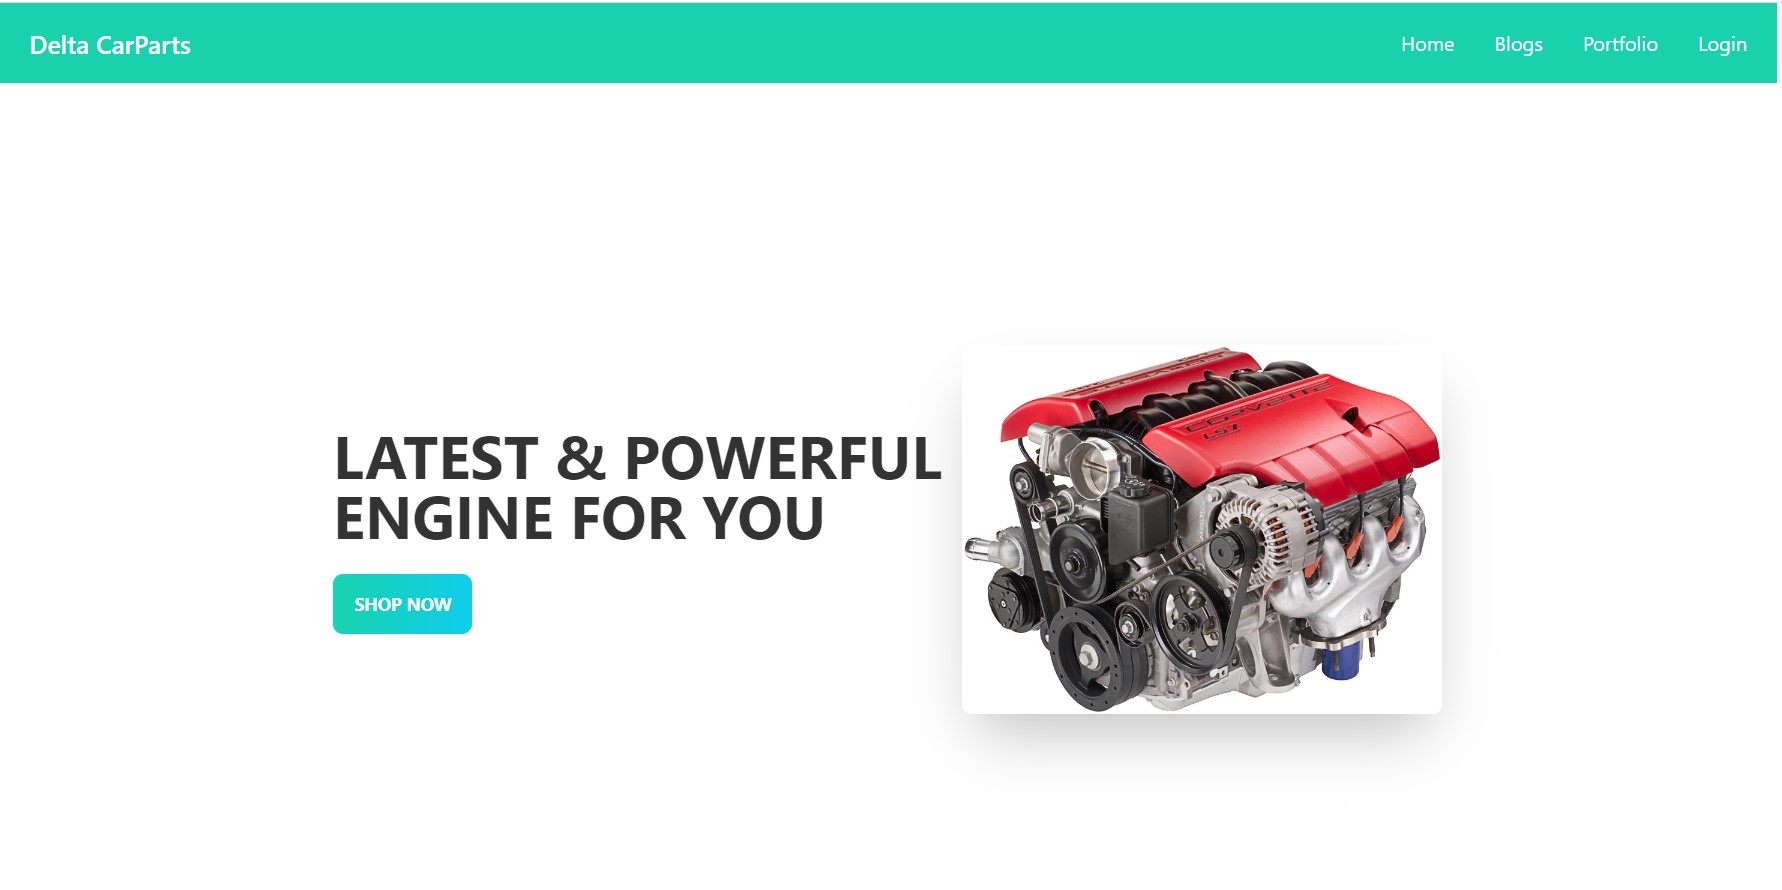 Delta CarParts
Home
Blogs
Portfolio
Login
LATEST & POWERFUL
ENGINE FOR YOU
SHOP NOW
CORVETTE
LS7